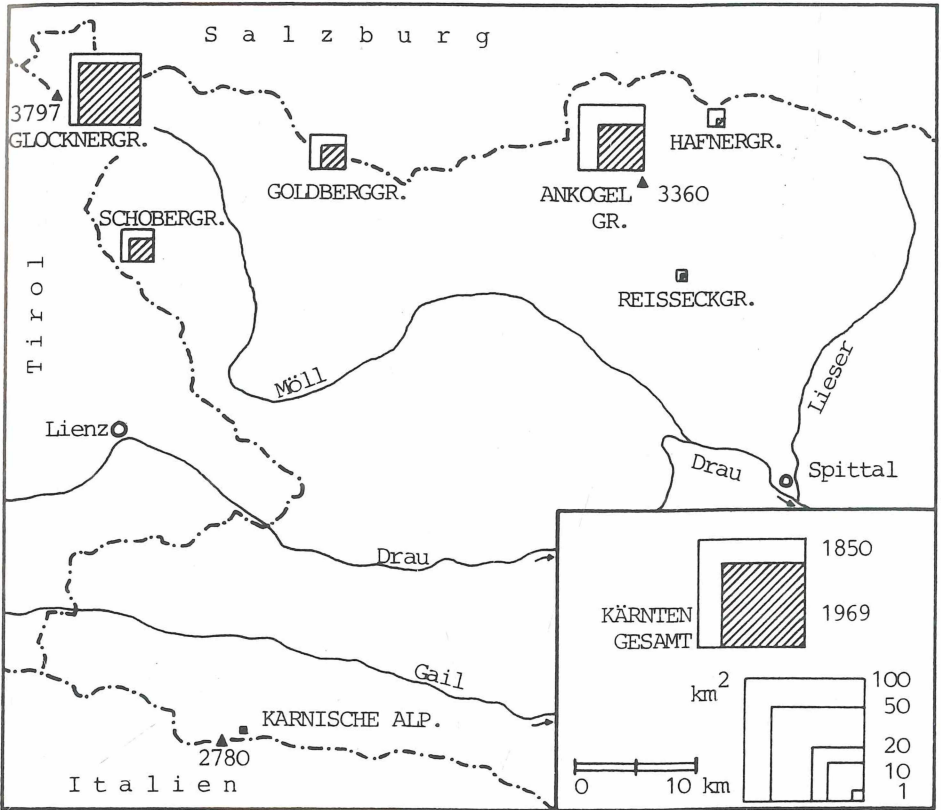 S a l z b u r g
3797
GLOCKNERGR.
HAFNERGR.
GOLDBERGGR.
ANKOGEL
GR.
3360
SCHOBERGR.
T i r o l
REISSECKGR.
Möll
Lieser
Lienz
Drau
Spittal
Drau
1850
1969
KÄRNTEN
GESAMT
Gail
km²
100
50
20
10
1
KARNISCHE ALP.
2780
0 10 km
I t a l i e n